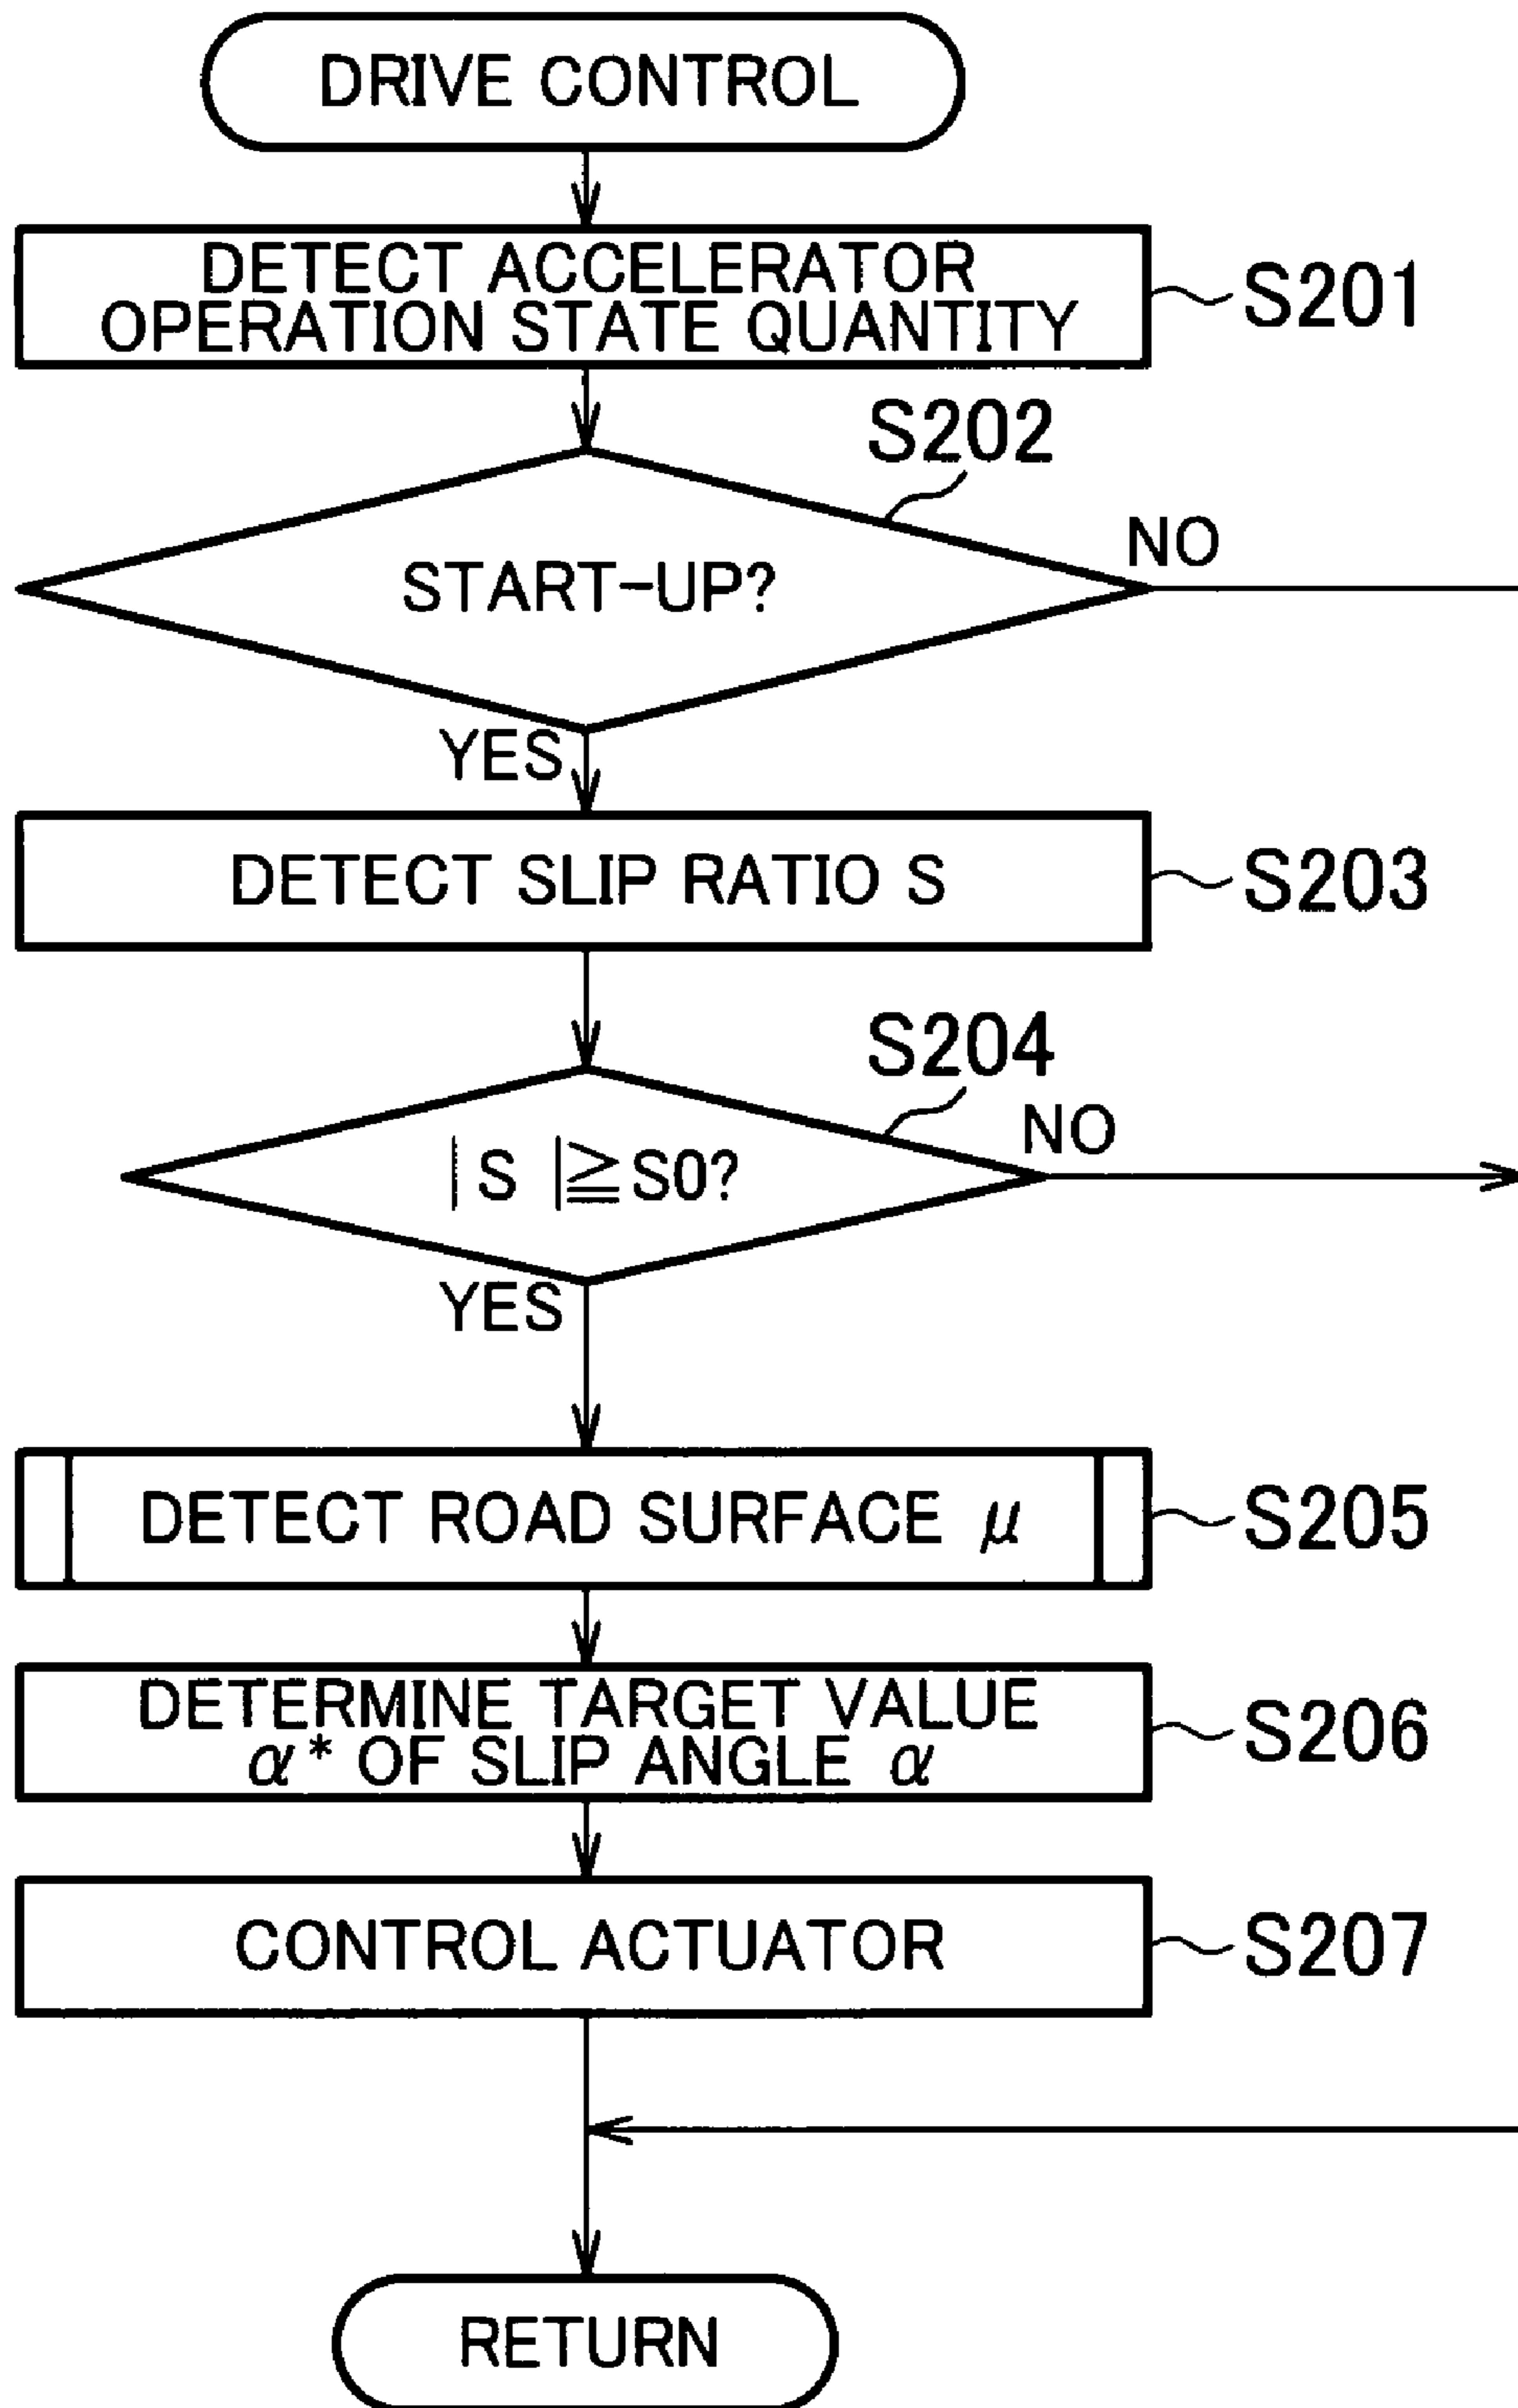 DRIVE CONTROL
DETECT ACCELERATOR
OPERATION STATE QUANTITY
S201
S202
START-UP?
NO
YES
DETECT SLIP RATIO S
S203
S204
|S|≧S0?
NO
YES
DETECT ROAD SURFACE μ
S205
DETERMINE TARGET VALUE
α* OF SLIP ANGLE α
S206
CONTROL ACTUATOR
S207
RETURN